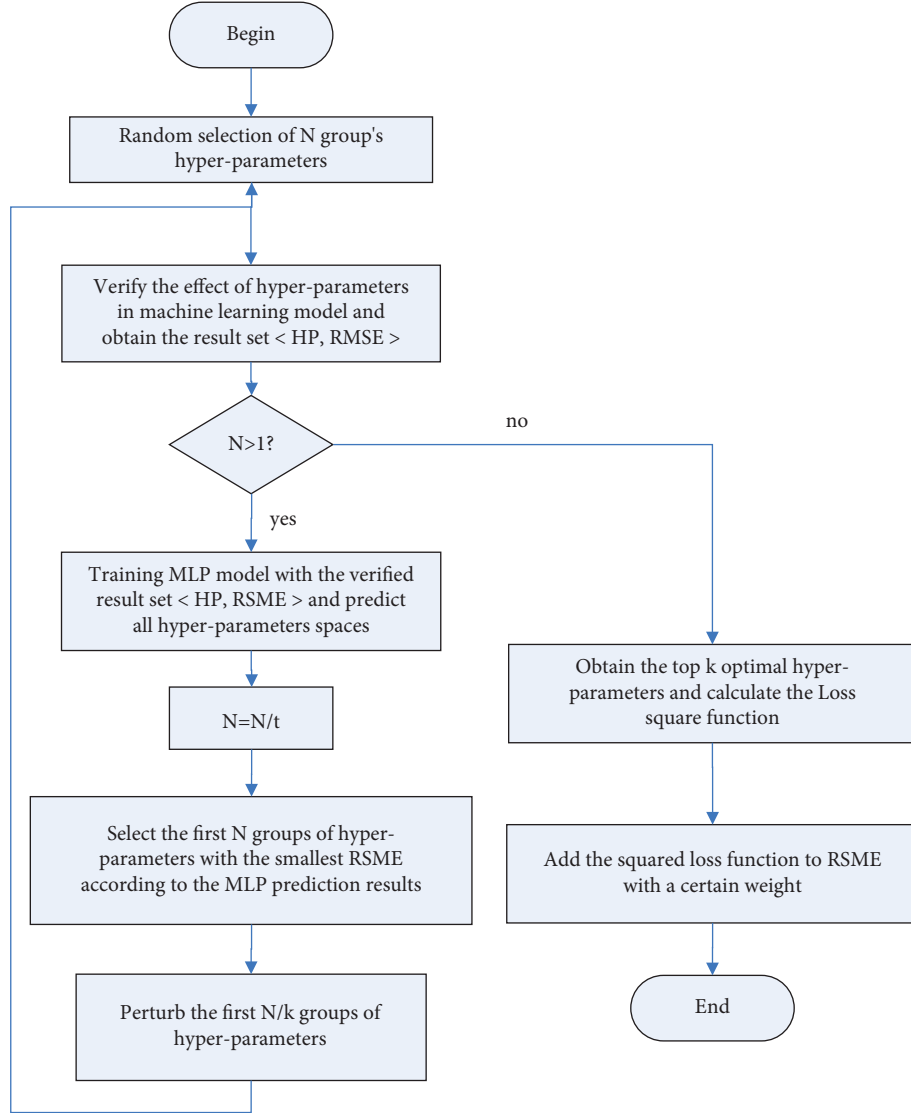 Begin
Random selection of N group's
hyper-parameters
Verify the effect of hyper-parameters
in machine learning model and
obtain the result set < HP, RMSE >
N>1?
no
yes
Training MLP model with the verified
result set < HP, RSME > and predict
all hyper-parameters spaces
N=N/t
Select the first N groups of hyper-
parameters with the smallest RSME
according to the MLP prediction results
Perturb the first N/k groups of
hyper-parameters
Obtain the top k optimal hyper-
parameters and calculate the Loss
square function
Add the squared loss function to RSME
with a certain weight
End